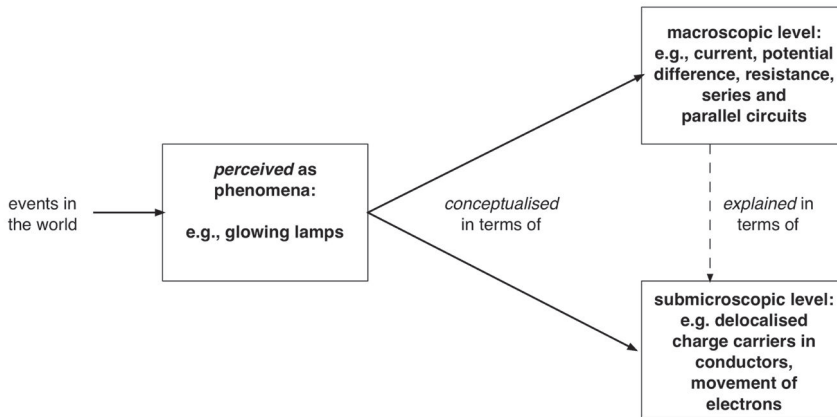 events in
the world
perceived as
phenomena:
e.g., glowing lamps
conceptualised
in terms of
macroscopic level:
e.g., current, potential
difference, resistance,
series and
parallel circuits
explained in
terms of
submicroscopic level:
e.g. delocalised
charge carriers in
conductors,
movement of
electrons